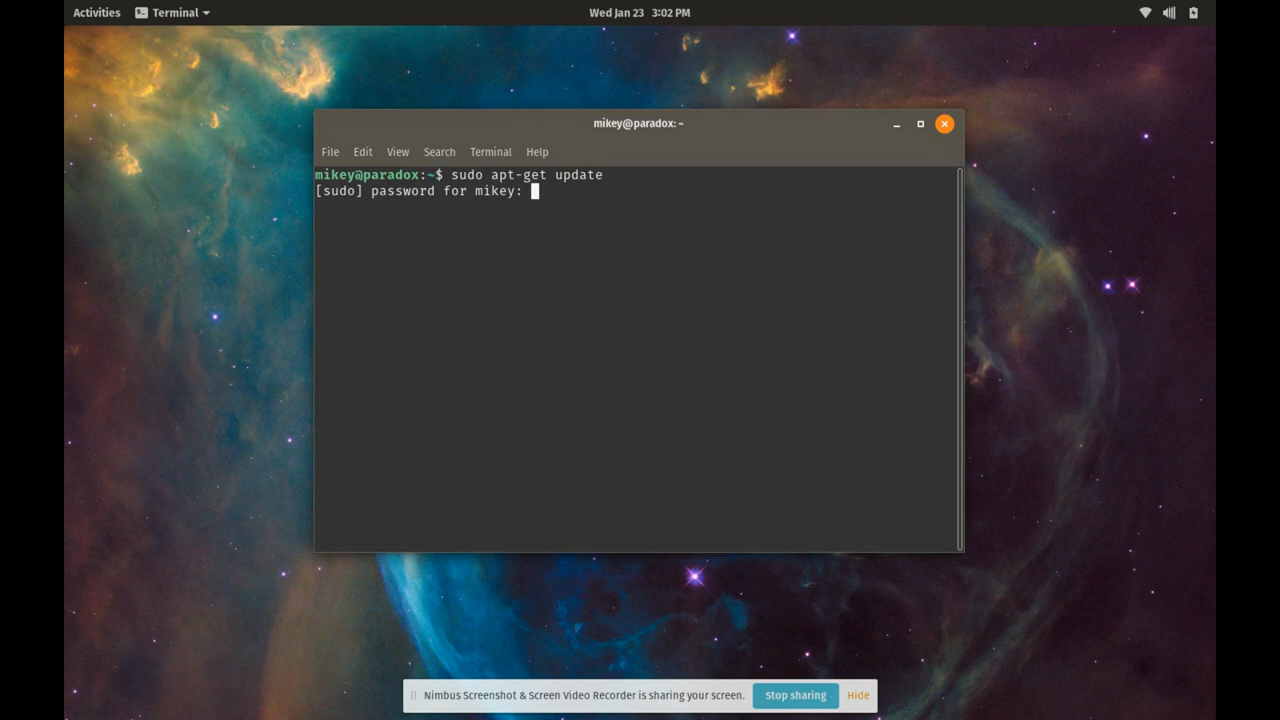 Activities Terminal Wed Jan 23 3:02 PM
mikey@paradox: ~
File Edit View Search Terminal Help
mikey@paradox:~$ sudo apt-get update
[sudo] password for mikey:
Nimbus Screenshot & Screen Video Recorder is sharing your screen. Stop sharing Hide